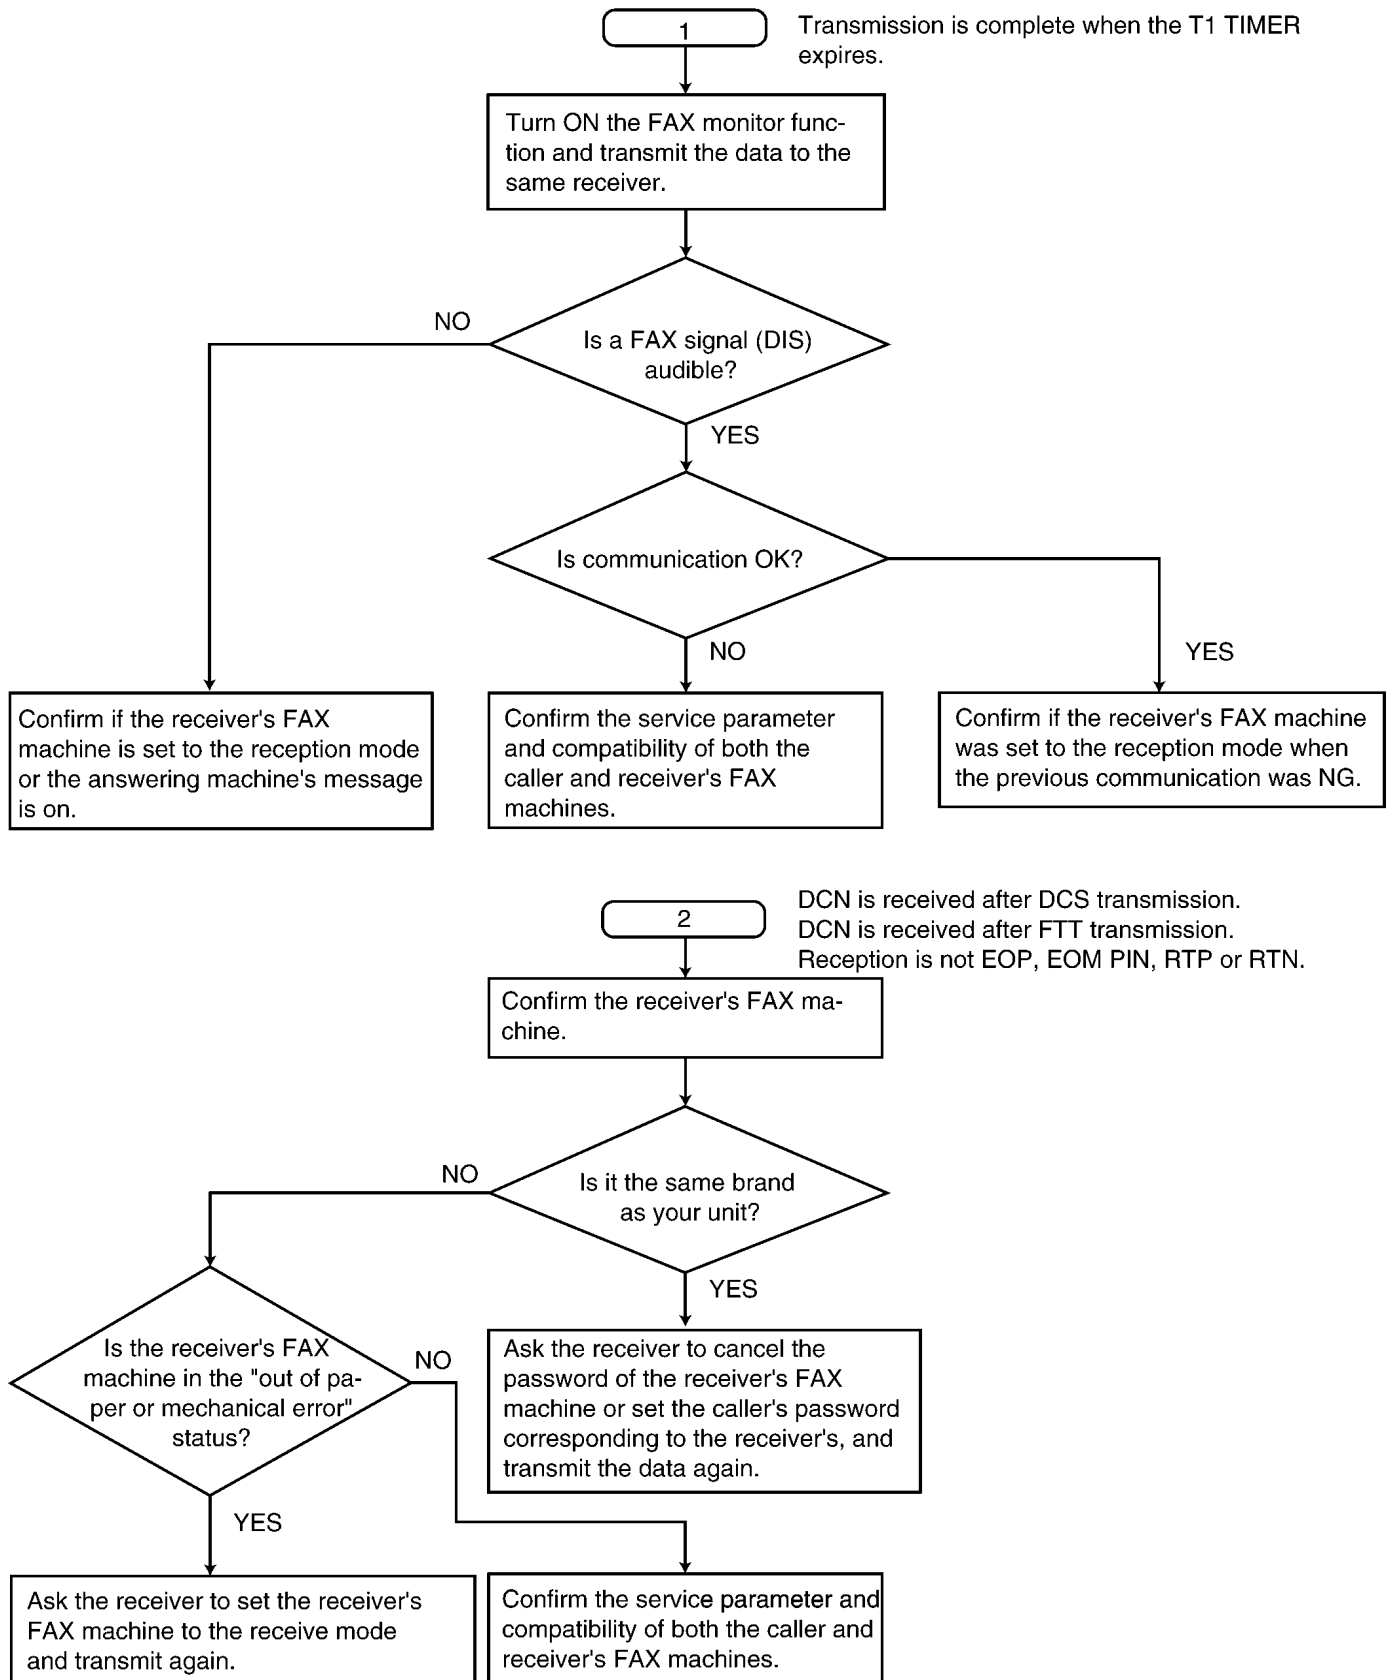 1
Transmission is complete when the T1 TIMER
expires.
Turn ON the FAX monitor func-
tion and transmit the data to the
same receiver.
NO
Is a FAX signal (DIS)
audible?
YES
Is communication OK?
NO
YES
Confirm if the receiver's FAX
machine is set to the reception mode
or the answering machine's message
is on.
Confirm the service parameter
and compatibility of both the
caller and receiver's FAX
machines.
Confirm if the receiver's FAX machine
was set to the reception mode when
the previous communication was NG.
2
DCN is received after DCS transmission.
DCN is received after FTT transmission.
Reception is not EOP, EOM PIN, RTP or RTN.
Confirm the receiver's FAX ma-
chine.
NO
Is it the same brand
as your unit?
YES
Is the receiver's FAX
machine in the "out of pa-
per or mechanical error"
status?
NO
Ask the receiver to cancel the
password of the receiver's FAX
machine or set the caller's password
corresponding to the receiver's, and
transmit the data again.
YES
Ask the receiver to set the receiver's
FAX machine to the receive mode
and transmit again.
Confirm the service parameter and
compatibility of both the caller and
receiver's FAX machines.